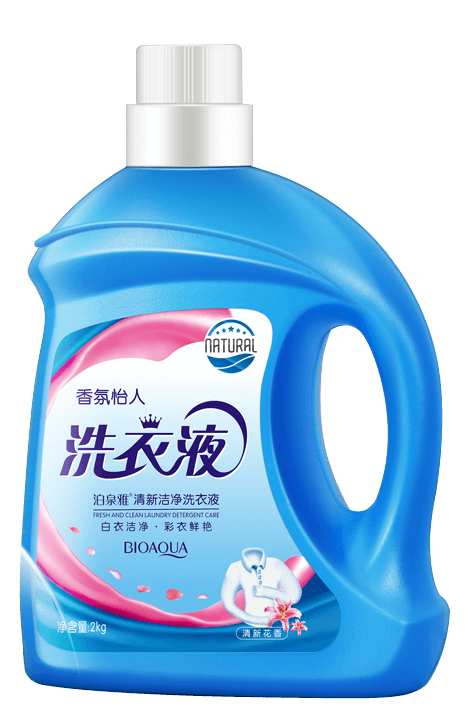 NATURAL
香氛怡人
洗衣液
泊泉雅®清新洁净洗衣液
FRESH AND CLEAN LAUNDRY DETERGENT CARE
白衣洁净·彩衣鲜艳
BIOAQUA
清新花香
净含量:2kg